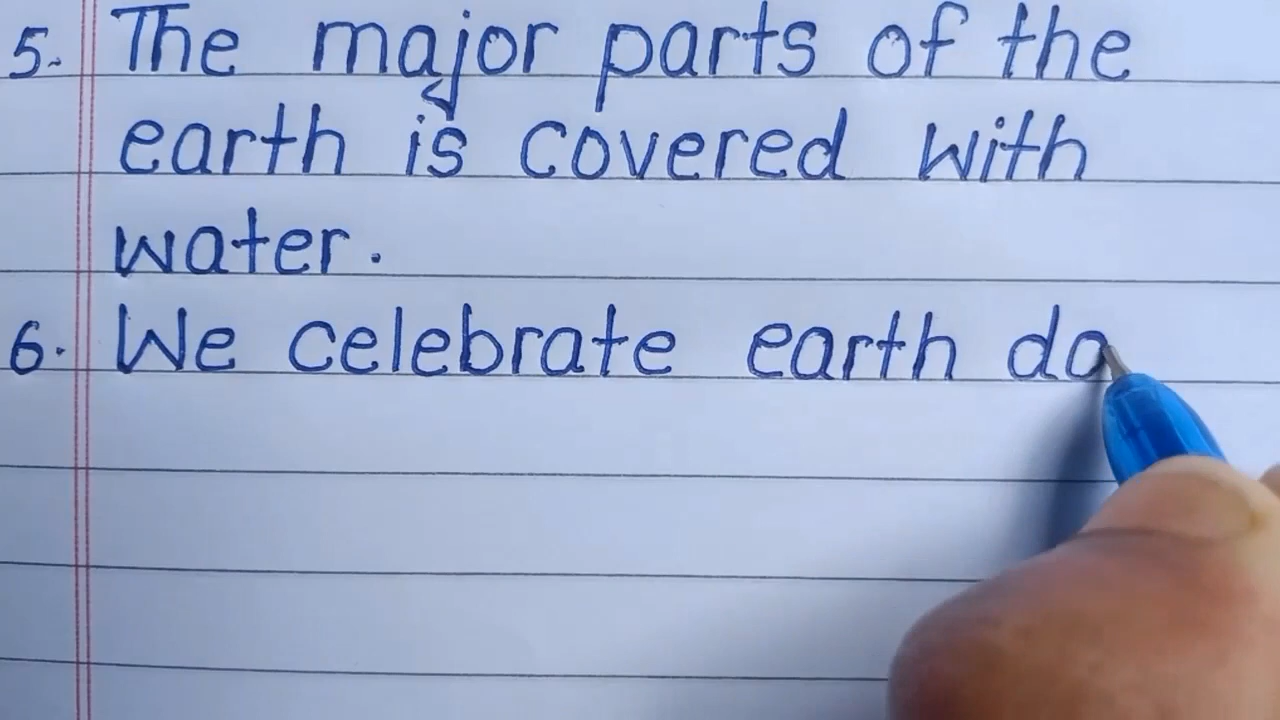 5. The major parts of the
earth is covered with
water.
6. We celebrate earth da